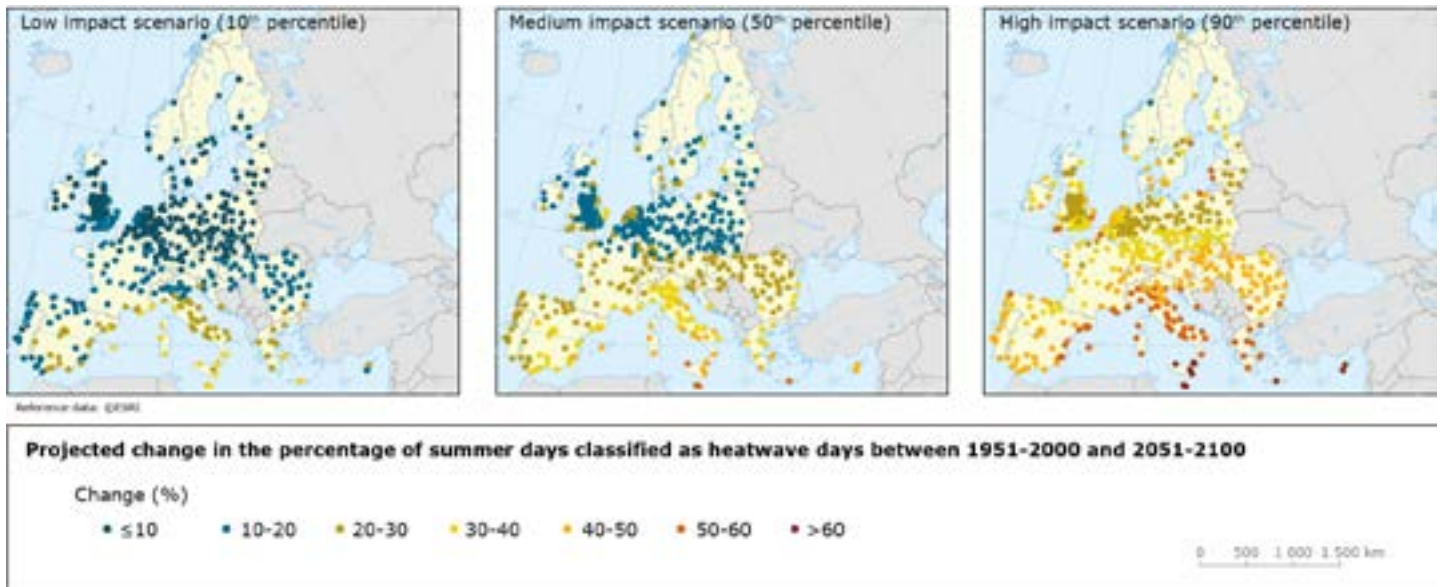 Low impact scenario (10th percentile)
Medium impact scenario (50th percentile)
High impact scenario (90th percentile)
Reference data: ©ESRI
Projected change in the percentage of summer days classified as heatwave days between 1951-2000 and 2051-2100
Change (%)
≤10 10-20 20-30 30-40 40-50 50-60 >60
0 500 1 000 1 500 km